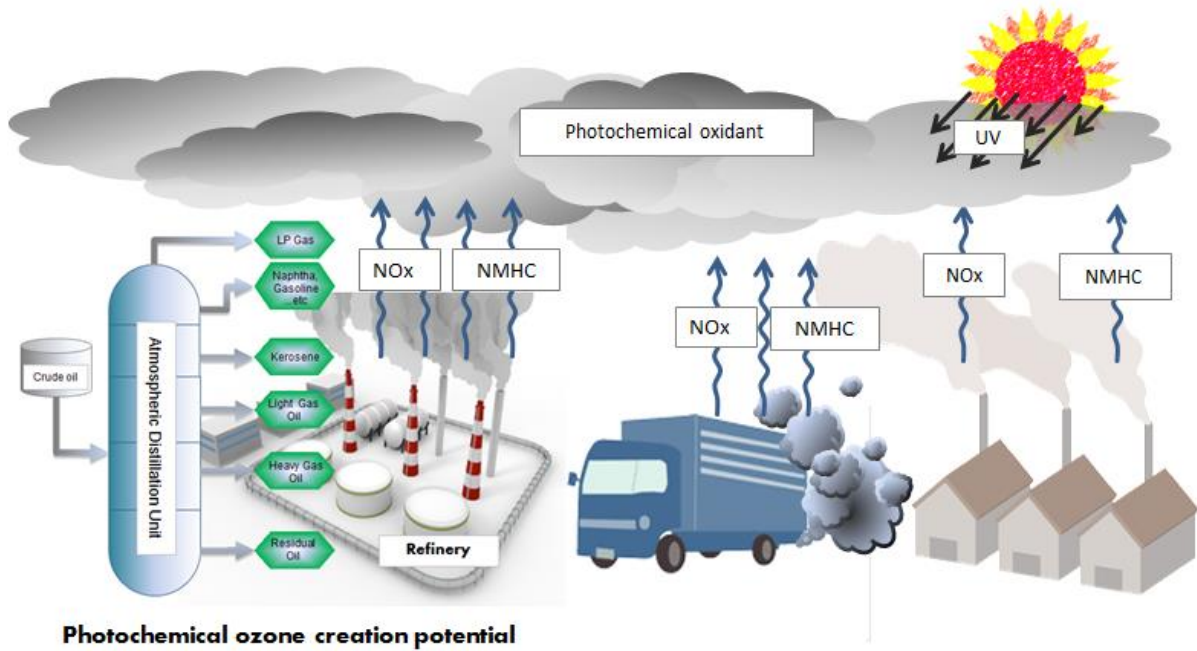 Photochemical oxidant
UV
LP Gas
Naphtha,
Gasoline
...etc
Kerosene
Light Gas
Oil
Heavy Gas
Oil
Residual
Oil
Crude oil
Atmospheric Distillation Unit
NOx
NMHC
Refinery
NOx
NMHC
NOx
NMHC
Photochemical ozone creation potential